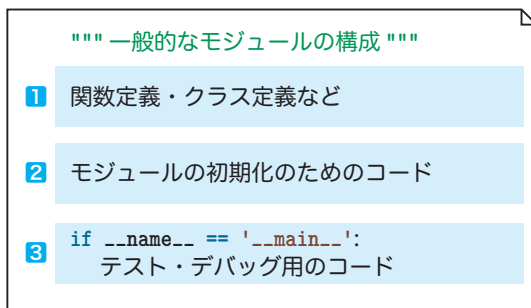 """ 一般的なモジュールの構成 """
1 関数定義・クラス定義など
2 モジュールの初期化のためのコード
3 if __name__ == '__main__':
テスト・デバッグ用のコード